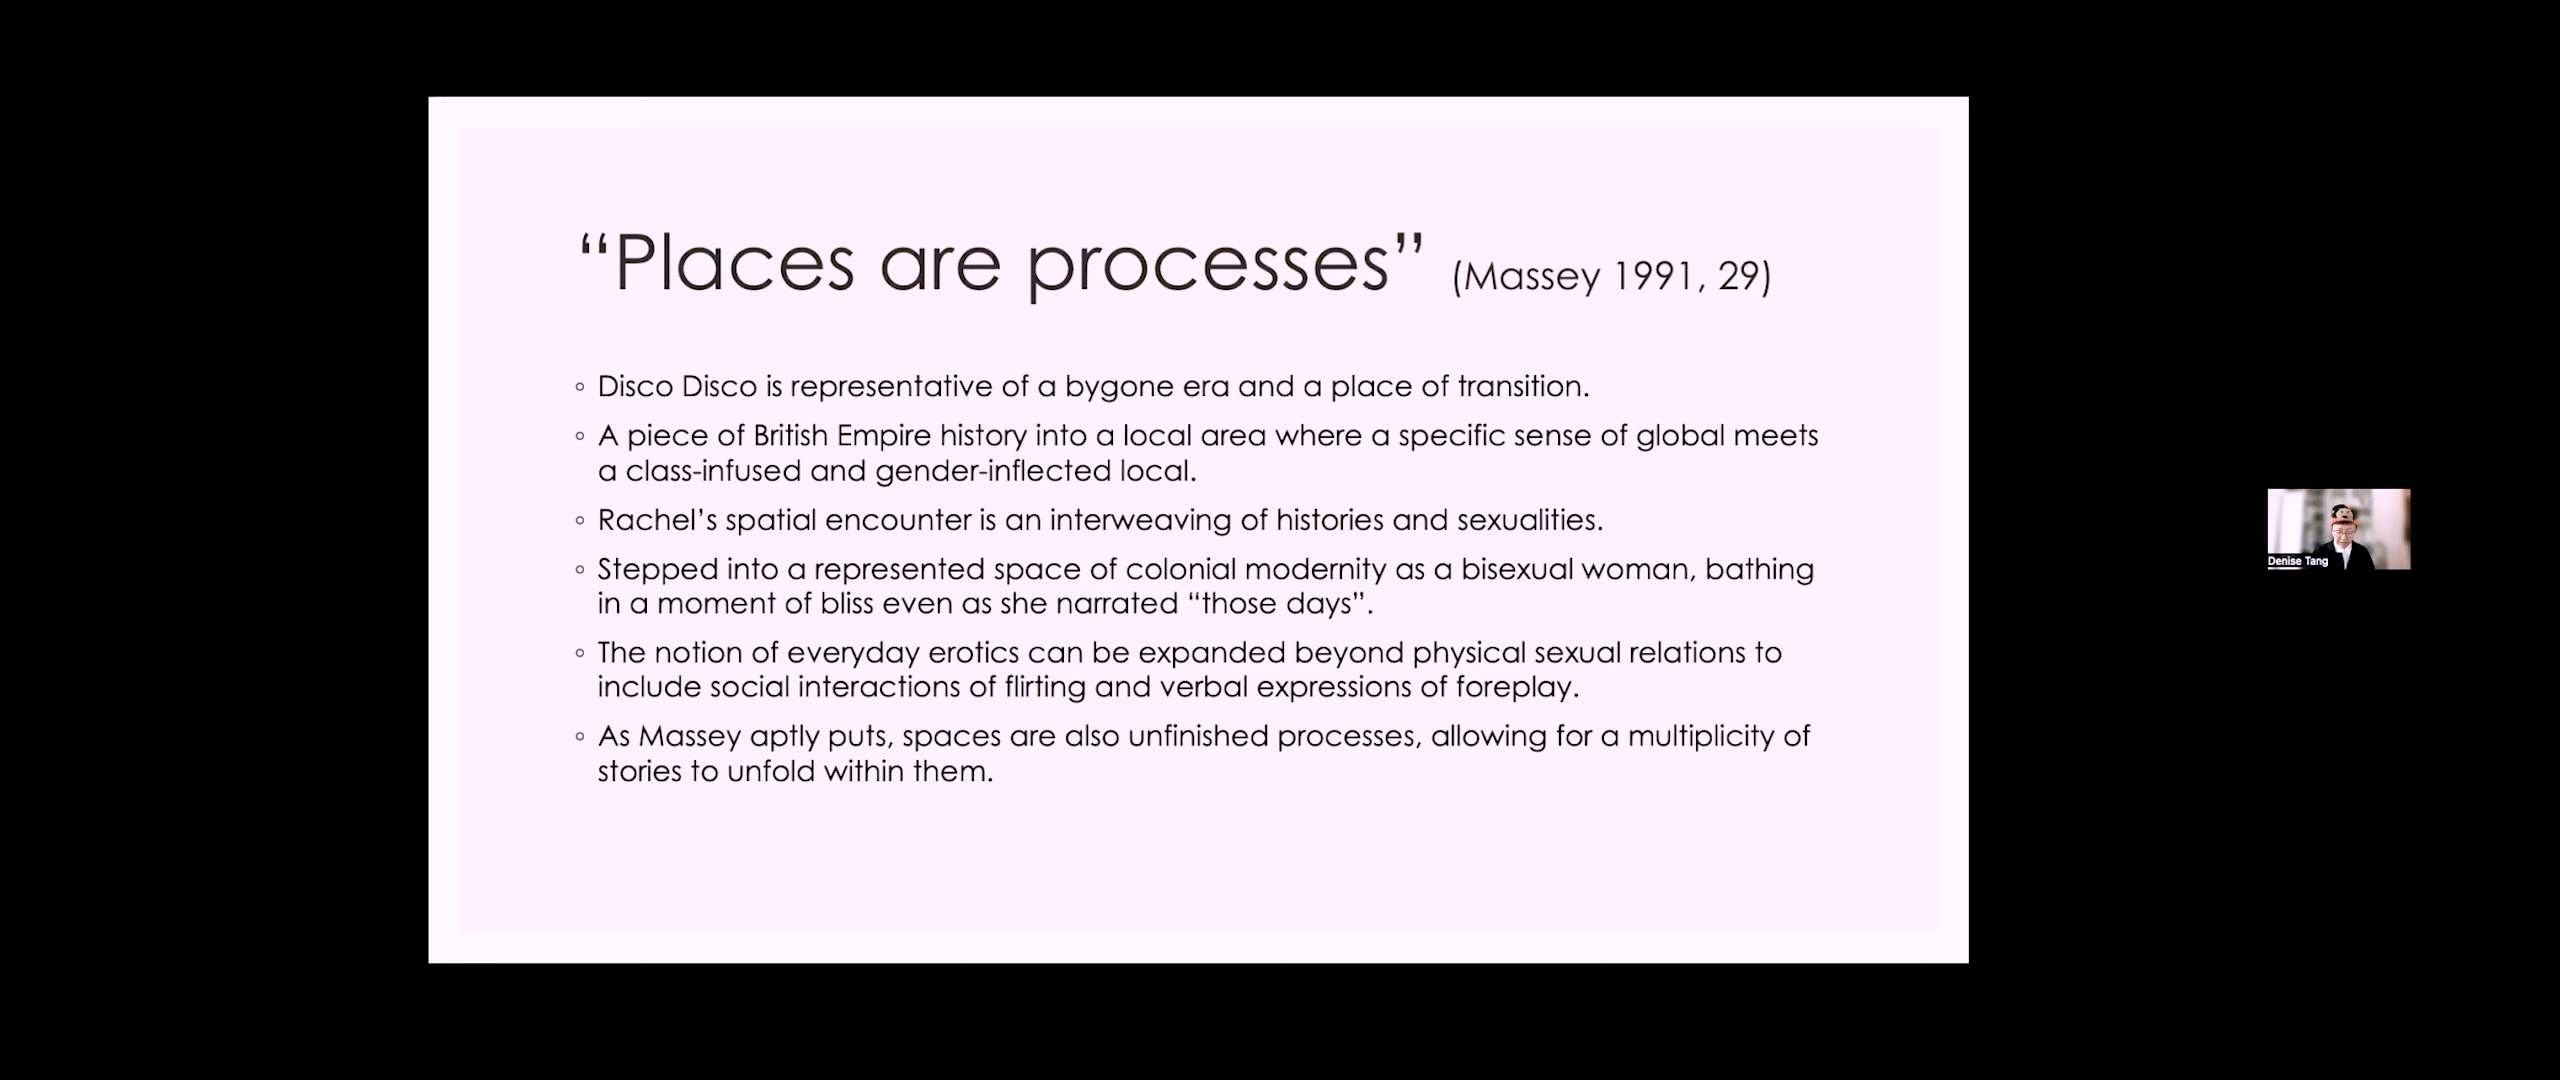 “Places are processes” (Massey 1991, 29)
◦ Disco Disco is representative of a bygone era and a place of transition.
◦ A piece of British Empire history into a local area where a specific sense of global meets
a class-infused and gender-inflected local.
◦ Rachel’s spatial encounter is an interweaving of histories and sexualities.
◦ Stepped into a represented space of colonial modernity as a bisexual woman, bathing
in a moment of bliss even as she narrated “those days”.
◦ The notion of everyday erotics can be expanded beyond physical sexual relations to
include social interactions of flirting and verbal expressions of foreplay.
◦ As Massey aptly puts, spaces are also unfinished processes, allowing for a multiplicity of
stories to unfold within them.
Denise Tang